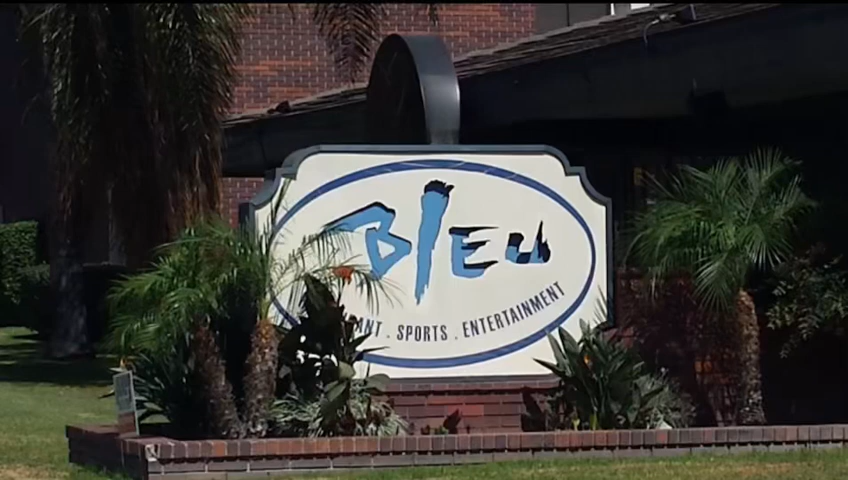 Bleu
. SPORTS . ENTERTAINMENT